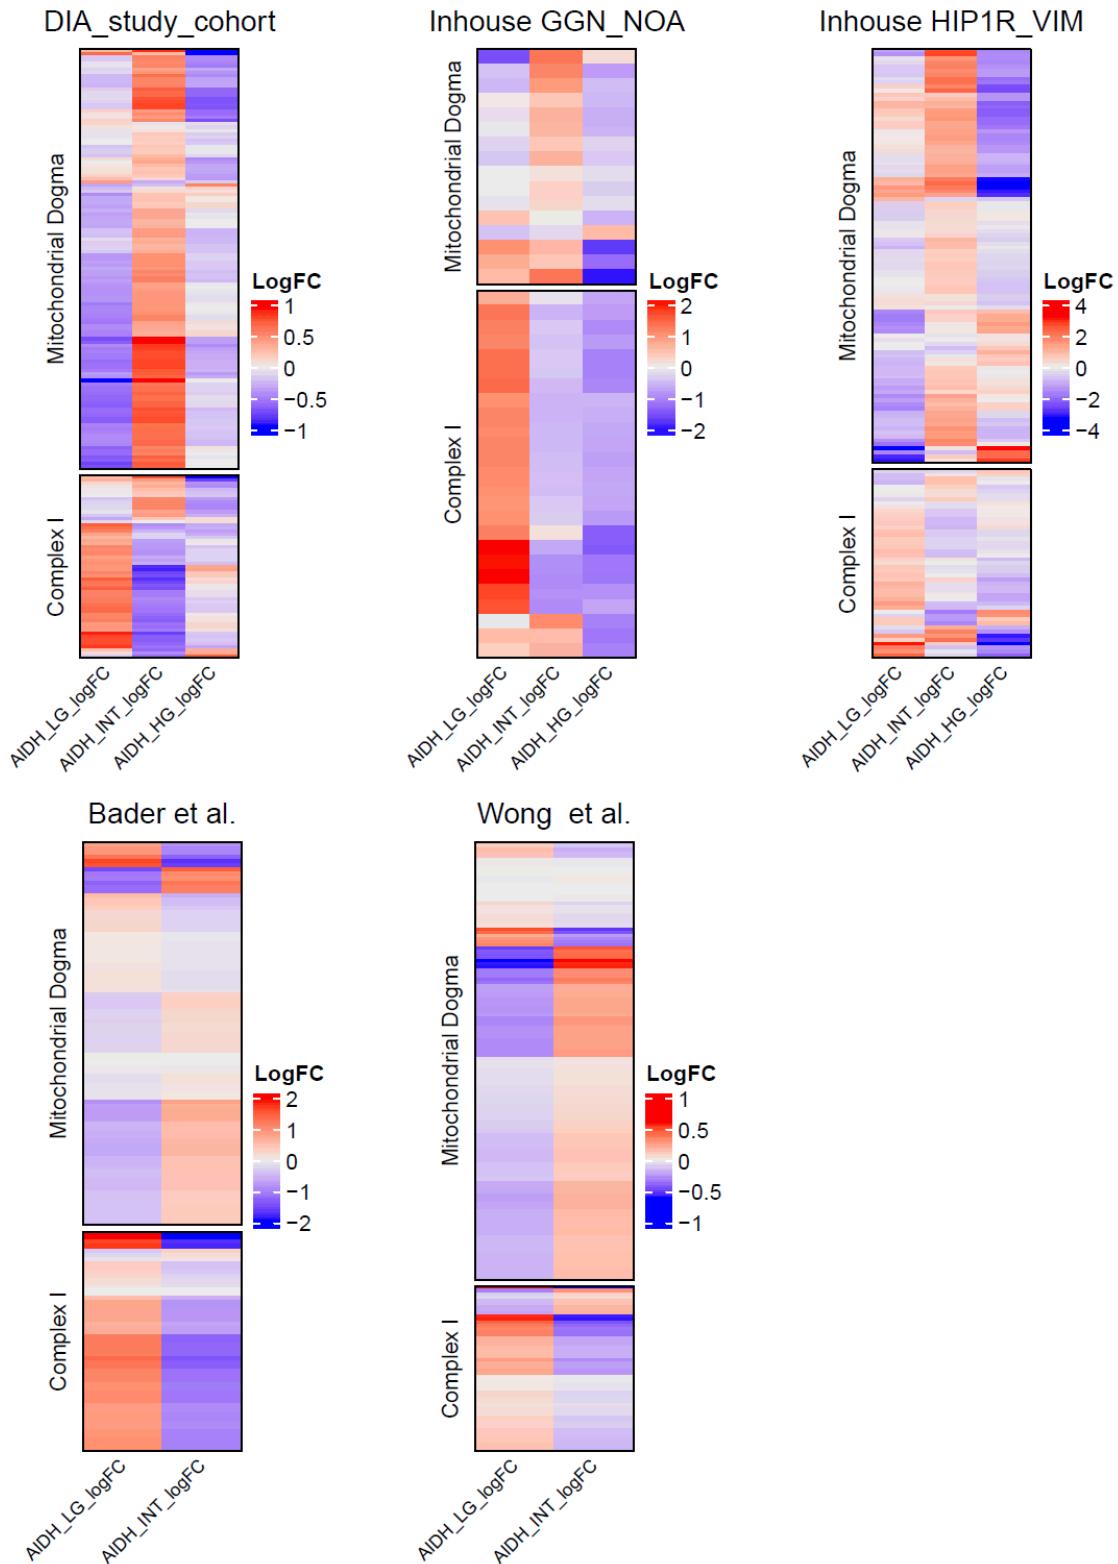 DIA_study_cohort
Mitochondrial Dogma
Complex I
LogFC
1
0.5
0
−0.5
−1
AIDH_LG_logFC
AIDH_INT_logFC
AIDH_HG_logFC
Inhouse GGN_NOA
Mitochondrial Dogma
Complex I
LogFC
2
1
0
−1
−2
AIDH_LG_logFC
AIDH_INT_logFC
AIDH_HG_logFC
Inhouse HIP1R_VIM
Mitochondrial Dogma
Complex I
LogFC
4
2
0
−2
−4
AIDH_LG_logFC
AIDH_INT_logFC
AIDH_HG_logFC
Bader et al.
Mitochondrial Dogma
Complex I
LogFC
2
1
0
−1
−2
AIDH_LG_logFC
AIDH_INT_logFC
Wong et al.
Mitochondrial Dogma
Complex I
LogFC
1
0.5
0
−0.5
−1
AIDH_LG_logFC
AIDH_INT_logFC